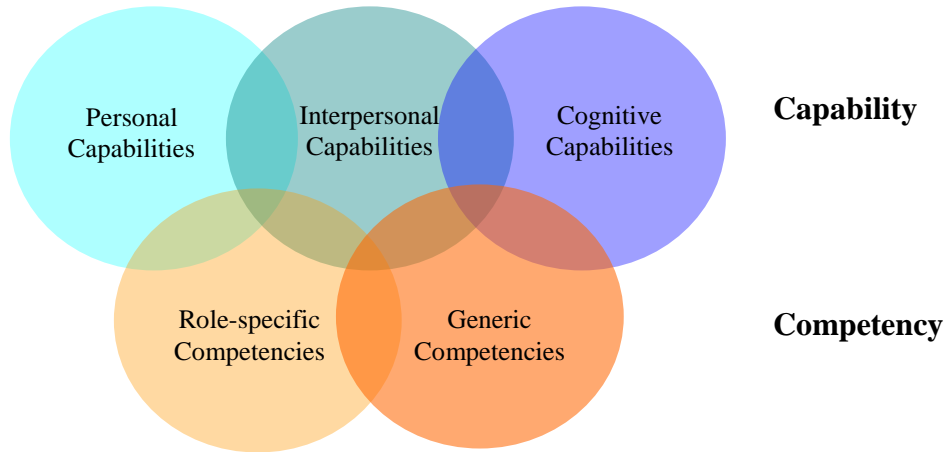 Personal
Capabilities
Interpersonal
Capabilities
Cognitive
Capabilities
Capability
Role-specific
Competencies
Generic
Competencies
Competency